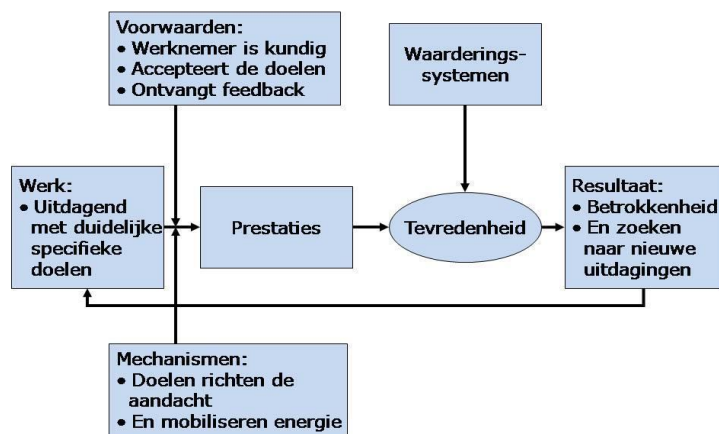 Voorwaarden:
• Werknemer is kundig
• Accepteert de doelen
• Ontvangt feedback
Waarderings-
systemen
Werk:
• Uitdagend
met duidelijke
specifieke
doelen
Prestaties
Tevredenheid
Resultaat:
• Betrokkenheid
• En zoeken
naar nieuwe
uitdagingen
Mechanismen:
• Doelen richten de
aandacht
• En mobiliseren energie